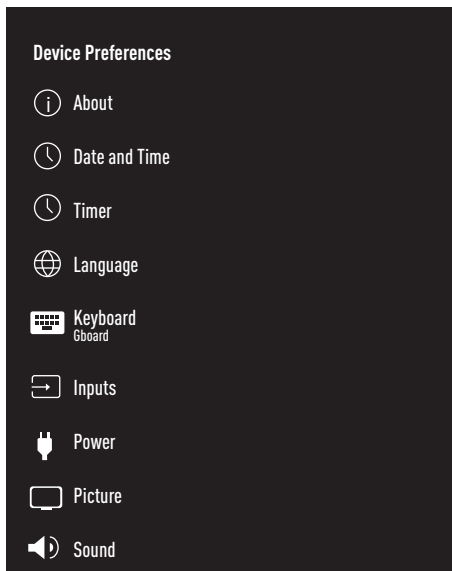 Device Preferences
About
Date and Time
Timer
Language
Keyboard
Gboard
Inputs
Power
Picture
Sound